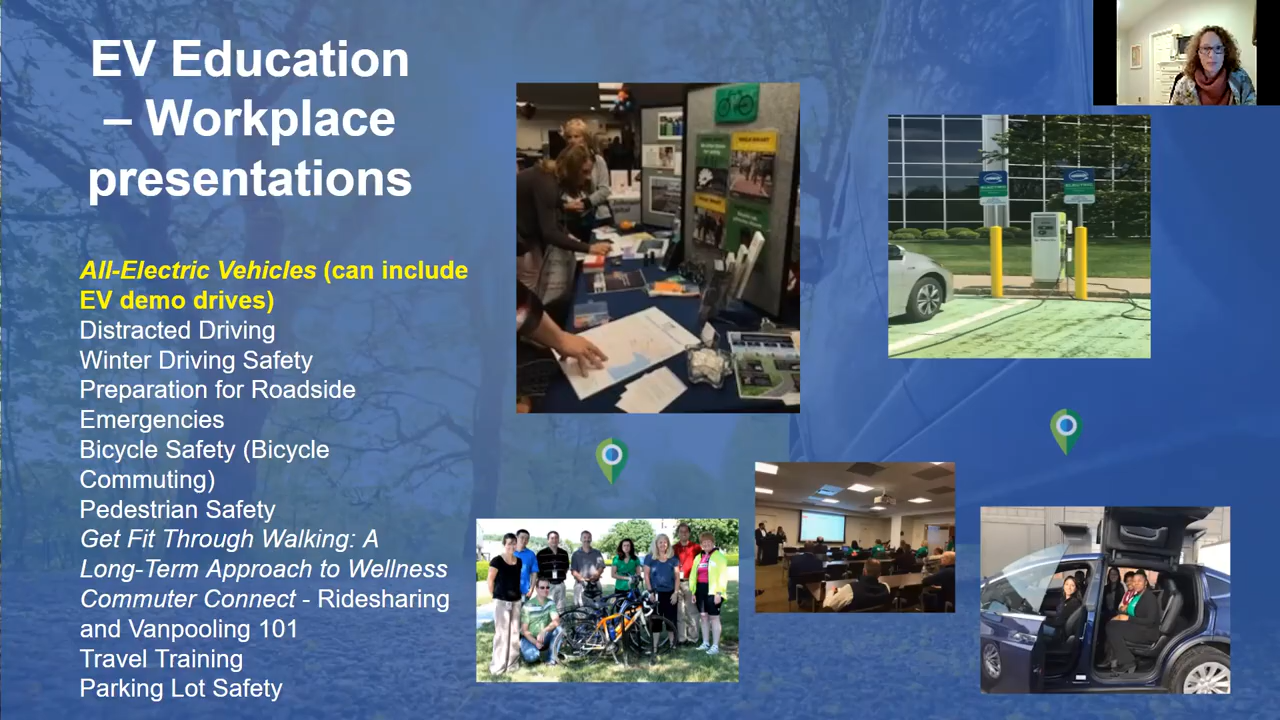 EV Education
– Workplace
presentations
All-Electric Vehicles (can include
EV demo drives)
Distracted Driving
Winter Driving Safety
Preparation for Roadside
Emergencies
Bicycle Safety (Bicycle
Commuting)
Pedestrian Safety
Get Fit Through Walking: A
Long-Term Approach to Wellness
Commuter Connect - Ridesharing
and Vanpooling 101
Travel Training
Parking Lot Safety